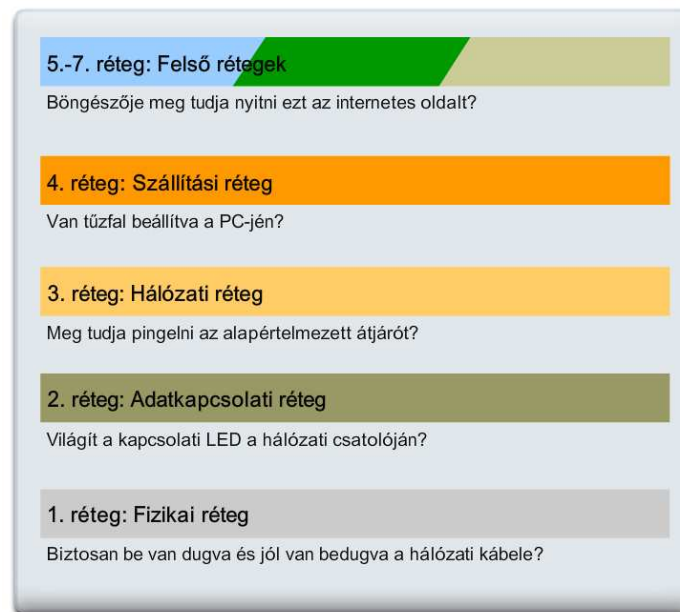 5.-7. réteg: Felső rétegek
Böngészője meg tudja nyitni ezt az internetes oldalt?
4. réteg: Szállítási réteg
Van tűzfal beállítva a PC-jén?
3. réteg: Hálózati réteg
Meg tudja pingelni az alapértelmezett átjárót?
2. réteg: Adatkapcsolati réteg
Világít a kapcsolati LED a hálózati csatolóján?
1. réteg: Fizikai réteg
Biztosan be van dugva és jól van bedugva a hálózati kábele?